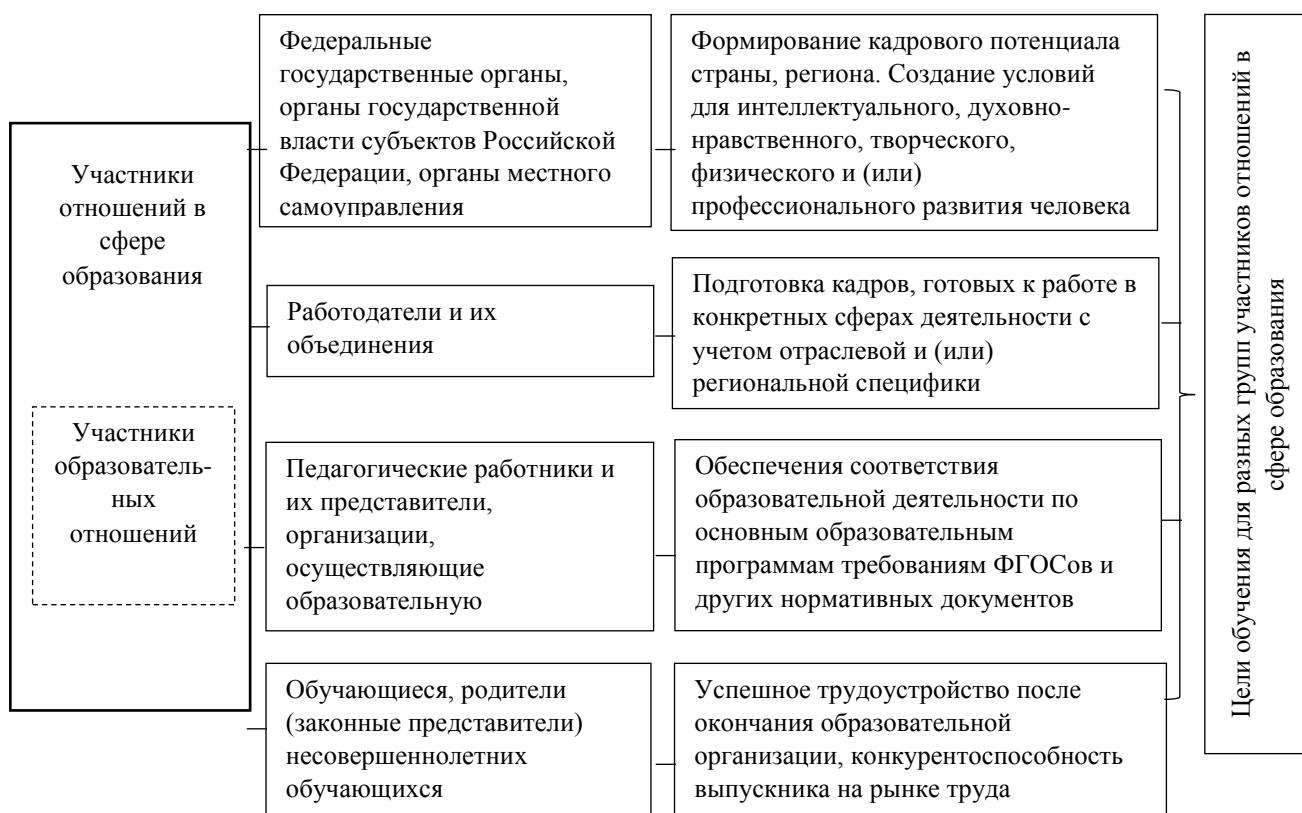 Участники
отношений в
сфере
образования
Участники
образователь-
ных
отношений
Федеральные
государственные органы,
органы государственной
власти субъектов Российской
Федерации, органы местного
самоуправления
Формирование кадрового потенциала
страны, региона. Создание условий
для интеллектуального, духовно-
нравственного, творческого,
физического и (или)
профессионального развития человека
Работодатели и их
объединения
Подготовка кадров, готовых к работе в
конкретных сферах деятельности с
учетом отраслевой и (или)
региональной специфики
Педагогические работники и
их представители,
организации,
осуществляющие
образовательную
Обеспечения соответствия
образовательной деятельности по
основным образовательным
программам требованиям ФГОСов и
других нормативных документов
Обучающиеся, родители
(законные представители)
несовершеннолетних
обучающихся
Успешное трудоустройство после
окончания образовательной
организации, конкурентоспособность
выпускника на рынке труда
Цели обучения для разных групп участников отношений в
сфере образования